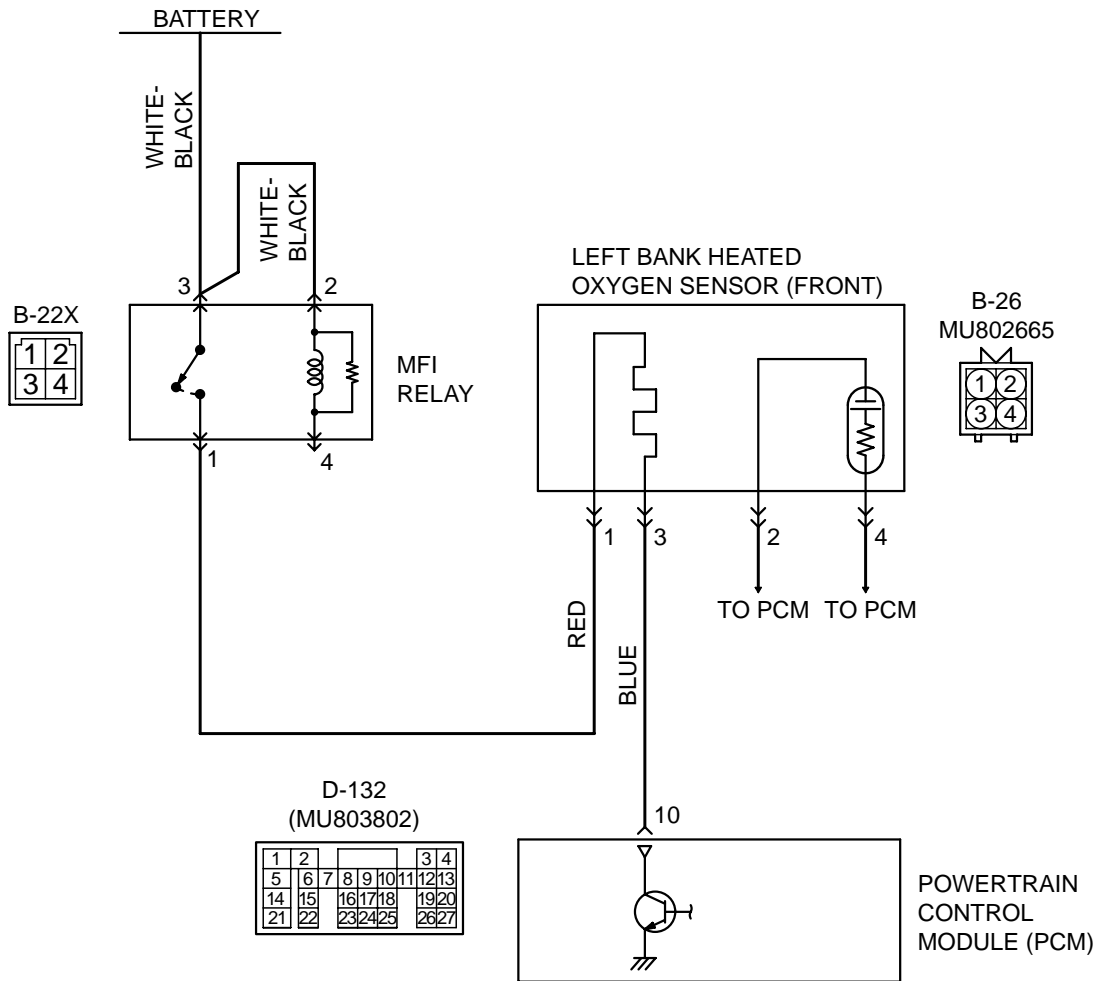 BATTERY
WHITE-
BLACK
WHITE-
BLACK
3
2
B-22X
1 2
3 4
MFI
RELAY
1
4
LEFT BANK HEATED
OXYGEN SENSOR (FRONT)
B-26
MU802665
1 2
3 4
1
3
2
4
TO PCM
TO PCM
RED
BLUE
D-132
(MU803802)
1 2 3 4
5 6 7 8 9 10 11 12 13
14 15 16 17 18 19 20
21 22 23 24 25 26 27
10
POWERTRAIN
CONTROL
MODULE (PCM)